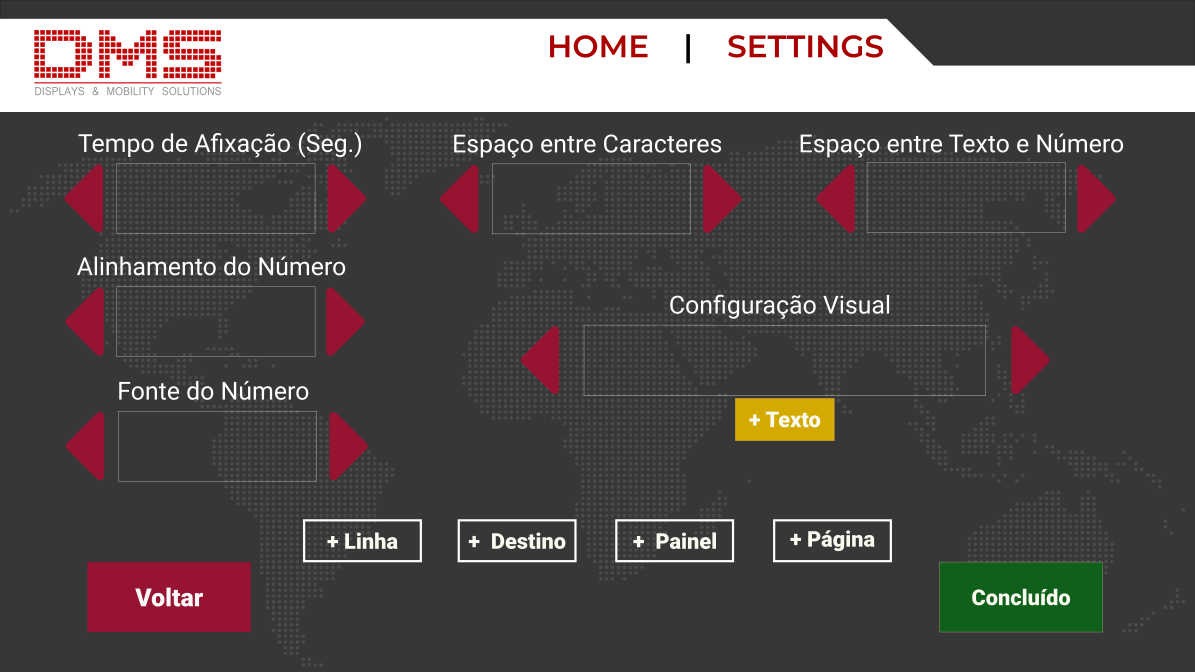 DMS
DISPLAYS & MOBILITY SOLUTIONS
HOME | SETTINGS
Tempo de Afixação (Seg.)
Espaço entre Caracteres
Espaço entre Texto e Número
Alinhamento do Número
Configuração Visual
Fonte do Número
+ Texto
+ Linha
+ Destino
+ Painel
+ Página
Voltar
Concluído